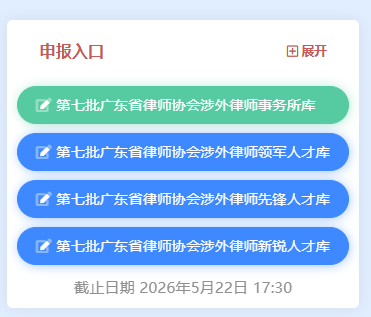 申报入口
展开
第七批广东省律师协会涉外律师事务所库
第七批广东省律师协会涉外律师领军人才库
第七批广东省律师协会涉外律师先锋人才库
第七批广东省律师协会涉外律师新锐人才库
截止日期 2026年5月22日 17:30